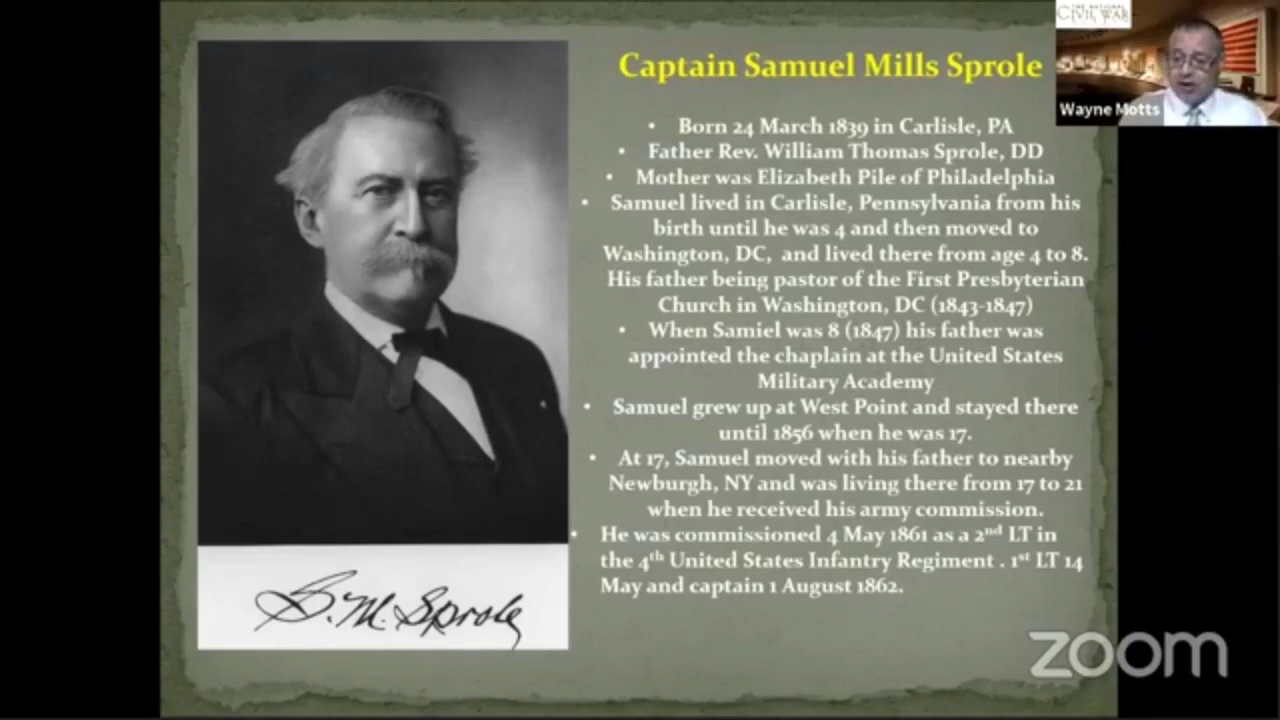 Captain Samuel Mills Sprole
• Born 24 March 1839 in Carlisle, PA
• Father Rev. William Thomas Sprole, DD
• Mother was Elizabeth Pile of Philadelphia
• Samuel lived in Carlisle, Pennsylvania from his
birth until he was 4 and then moved to
Washington, DC, and lived there from age 4 to 8.
His father being pastor of the First Presbyterian
Church in Washington, DC (1843-1847)
• When Samiel was 8 (1847) his father was
appointed the chaplain at the United States
Military Academy
• Samuel grew up at West Point and stayed there
until 1856 when he was 17.
• At 17, Samuel moved with his father to nearby
Newburgh, NY and was living there from 17 to 21
when he received his army commission.
• He was commissioned 4 May 1861 as a 2nd LT in
the 4th United States Infantry Regiment . 1st LT 14
May and captain 1 August 1862.
S. M. Sprole
THE NATIONAL
CIVIL WAR
Wayne Motts
zoom